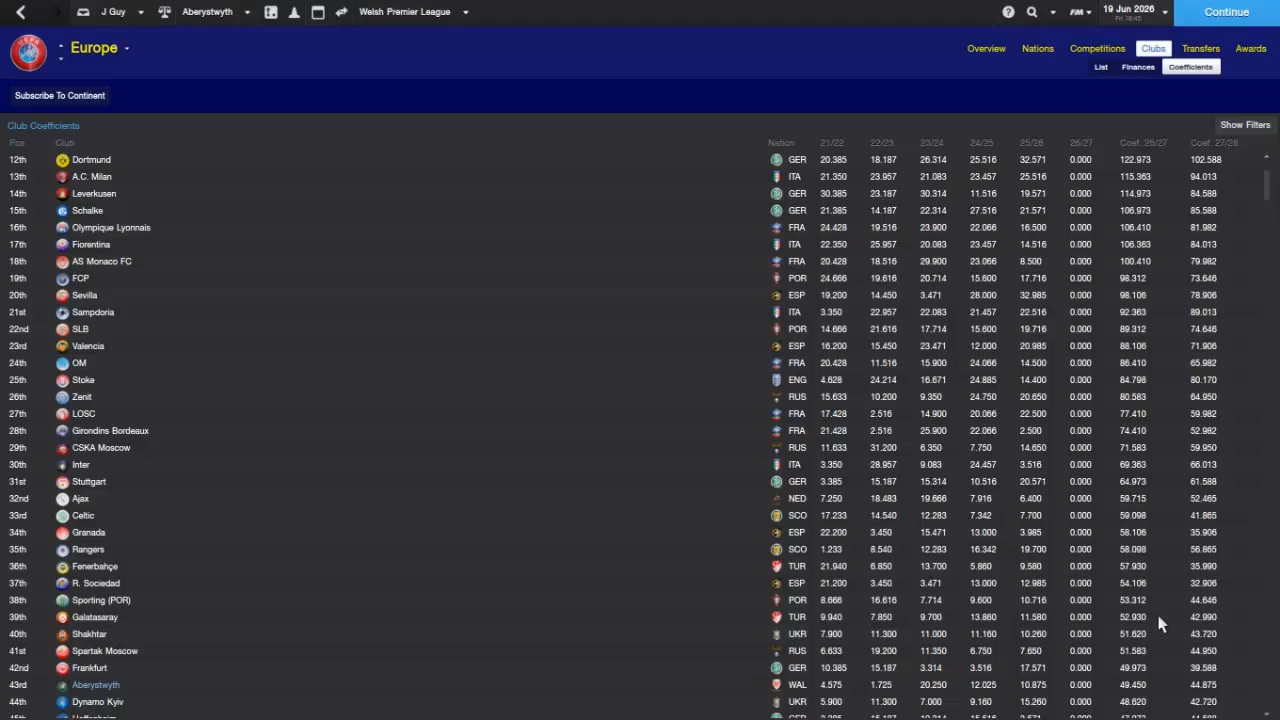 J Guy Aberystwyth Welsh Premier League FM 19 Jun 2026 Fri 18:45 Continue
Europe Overview Nations Competitions Clubs Transfers Awards
List Finances Coefficients
Subscribe To Continent
Club Coefficients Show Filters
Pos Club Nation 21/22 22/23 23/24 24/25 25/26 26/27 Coef. 26/27 Coef. 27/28
12th Dortmund GER 20.385 18.187 26.314 25.516 32.571 0.000 122.973 102.588
13th A.C. Milan ITA 21.350 23.957 21.083 23.457 25.516 0.000 115.363 94.013
14th Leverkusen GER 30.385 23.187 30.314 11.516 19.571 0.000 114.973 84.588
15th Schalke GER 21.385 14.187 22.314 27.516 21.571 0.000 106.973 85.588
16th Olympique Lyonnais FRA 24.428 19.516 23.900 22.066 16.500 0.000 106.410 81.982
17th Fiorentina ITA 22.350 25.957 20.083 23.457 14.516 0.000 106.363 84.013
18th AS Monaco FC FRA 20.428 18.516 29.900 23.066 8.500 0.000 100.410 79.982
19th FCP POR 24.666 19.616 20.714 15.600 17.716 0.000 98.312 73.646
20th Sevilla ESP 19.200 14.450 3.471 28.000 32.985 0.000 98.106 78.906
21st Sampdoria ITA 3.350 22.957 22.083 21.457 22.516 0.000 92.363 89.013
22nd SLB POR 14.666 21.616 17.714 15.600 19.716 0.000 89.312 74.646
23rd Valencia ESP 16.200 15.450 23.471 12.000 20.985 0.000 88.106 71.906
24th OM FRA 20.428 11.516 15.900 24.066 14.500 0.000 86.410 65.982
25th Stoke ENG 4.628 24.214 16.671 24.885 14.400 0.000 84.798 80.170
26th Zenit RUS 15.633 10.200 9.350 24.750 20.650 0.000 80.583 64.950
27th LOSC FRA 17.428 2.516 14.900 20.066 22.500 0.000 77.410 59.982
28th Girondins Bordeaux FRA 21.428 2.516 25.900 22.066 2.500 0.000 74.410 52.982
29th CSKA Moscow RUS 11.633 31.200 6.350 7.750 14.650 0.000 71.583 59.950
30th Inter ITA 3.350 28.957 9.083 24.457 3.516 0.000 69.363 66.013
31st Stuttgart GER 3.385 15.187 15.314 10.516 20.571 0.000 64.973 61.588
32nd Ajax NED 7.250 18.483 19.666 7.916 6.400 0.000 59.715 52.465
33rd Celtic SCO 17.233 14.540 12.283 7.342 7.700 0.000 59.098 41.865
34th Granada ESP 22.200 3.450 15.471 13.000 3.985 0.000 58.106 35.906
35th Rangers SCO 1.233 8.540 12.283 16.342 19.700 0.000 58.098 56.865
36th Fenerbahçe TUR 21.940 6.850 13.700 5.860 9.580 0.000 57.930 35.990
37th R. Sociedad ESP 21.200 3.450 3.471 13.000 12.985 0.000 54.106 32.906
38th Sporting (POR) POR 8.666 16.616 7.714 9.600 10.716 0.000 53.312 44.646
39th Galatasaray TUR 9.940 7.850 9.700 13.860 11.580 0.000 52.930 42.990
40th Shakhtar UKR 7.900 11.300 11.000 11.160 10.260 0.000 51.620 43.720
41st Spartak Moscow RUS 6.633 19.200 11.350 6.750 7.650 0.000 51.583 44.950
42nd Frankfurt GER 10.385 15.187 3.314 3.516 17.571 0.000 49.973 39.588
43rd Aberystwyth WAL 4.575 1.725 20.250 12.025 10.875 0.000 49.450 44.875
44th Dynamo Kyiv UKR 5.900 11.300 7.000 9.160 15.260 0.000 48.620 42.720